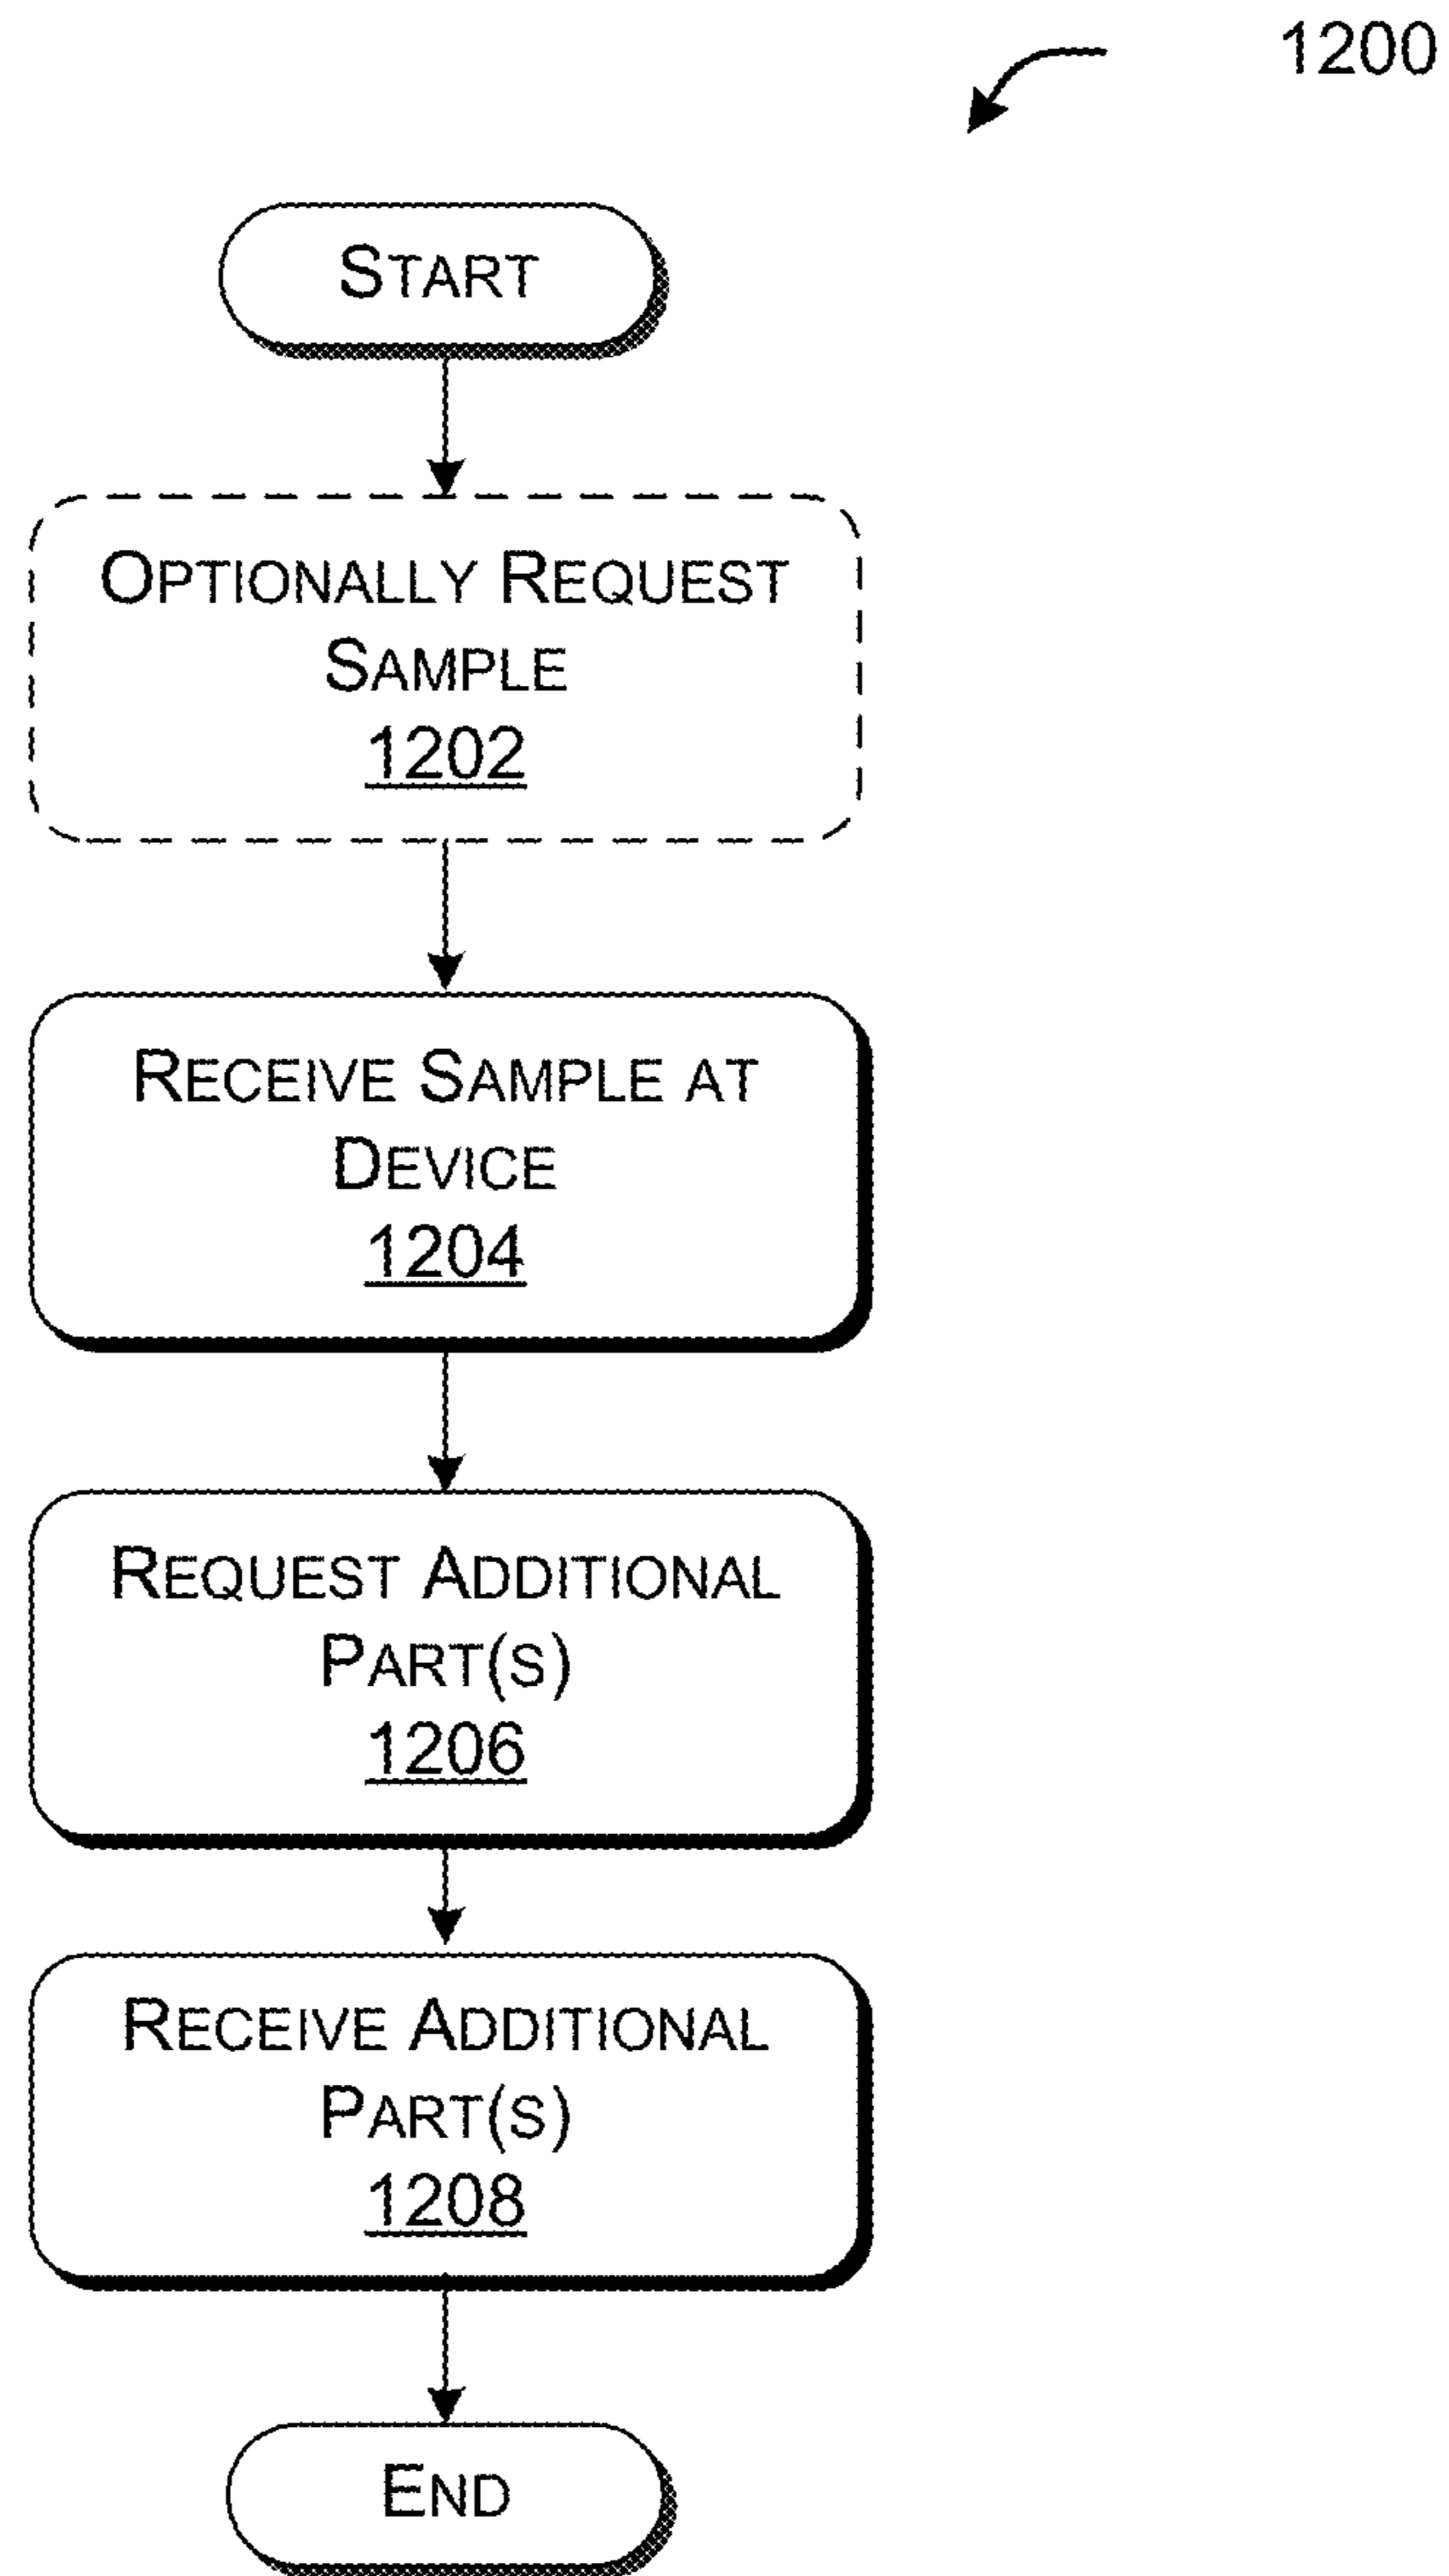 1200
START
OPTIONALLY REQUEST
SAMPLE
1202
RECEIVE SAMPLE AT
DEVICE
1204
REQUEST ADDITIONAL
PART(S)
1206
RECEIVE ADDITIONAL
PART(S)
1208
END